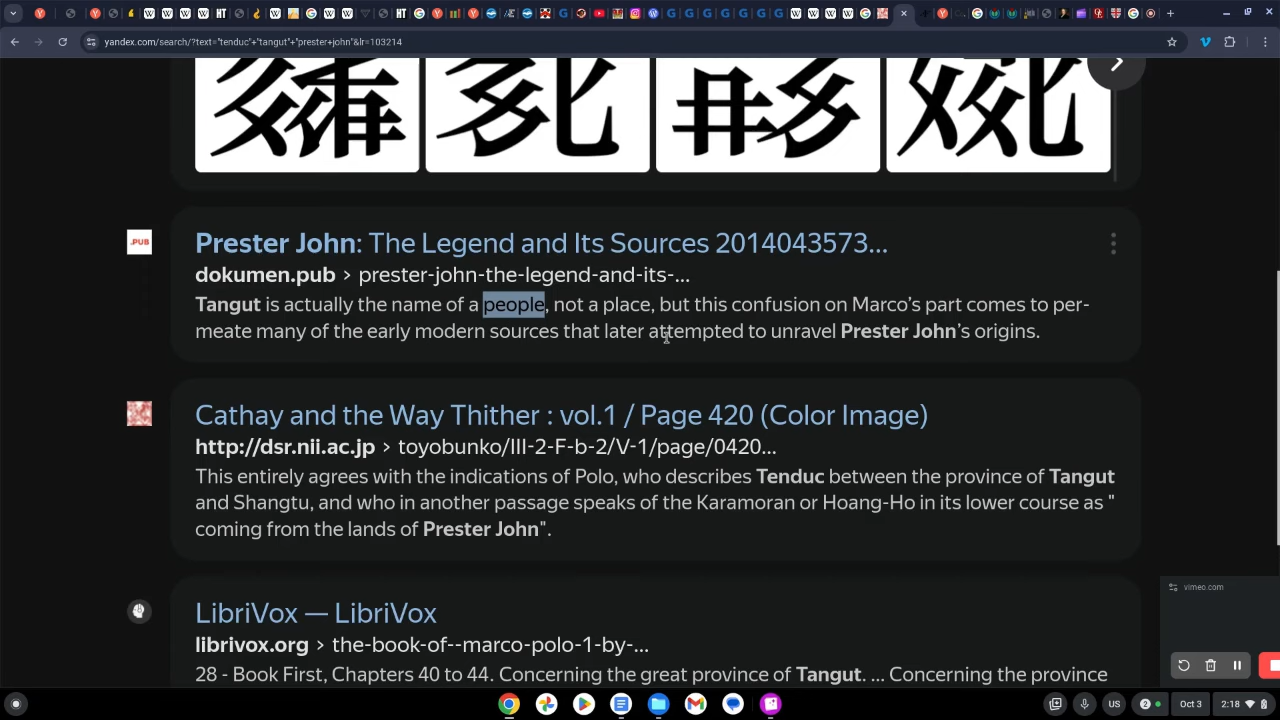 yandex.com/search/?text="tenduc"+"tangut"+"prester+john"&lr=103214
Prester John: The Legend and Its Sources 2014043573...
.PUB
dokumen.pub › prester-john-the-legend-and-its-...
Tangut is actually the name of a people, not a place, but this confusion on Marco's part comes to per-
meate many of the early modern sources that later attempted to unravel Prester John's origins.
Cathay and the Way Thither : vol.1 / Page 420 (Color Image)
http://dsr.nii.ac.jp › toyobunko/III-2-F-b-2/V-1/page/0420...
This entirely agrees with the indications of Polo, who describes Tenduc between the province of Tangut
and Shangtu, and who in another passage speaks of the Karamoran or Hoang-Ho in its lower course as "
coming from the lands of Prester John".
vimeo.com
LibriVox — LibriVox
librivox.org › the-book-of--marco-polo-1-by-...
28 - Book First, Chapters 40 to 44. Concerning the great province of Tangut. ... Concerning the province
US
2
Oct 3
2:18